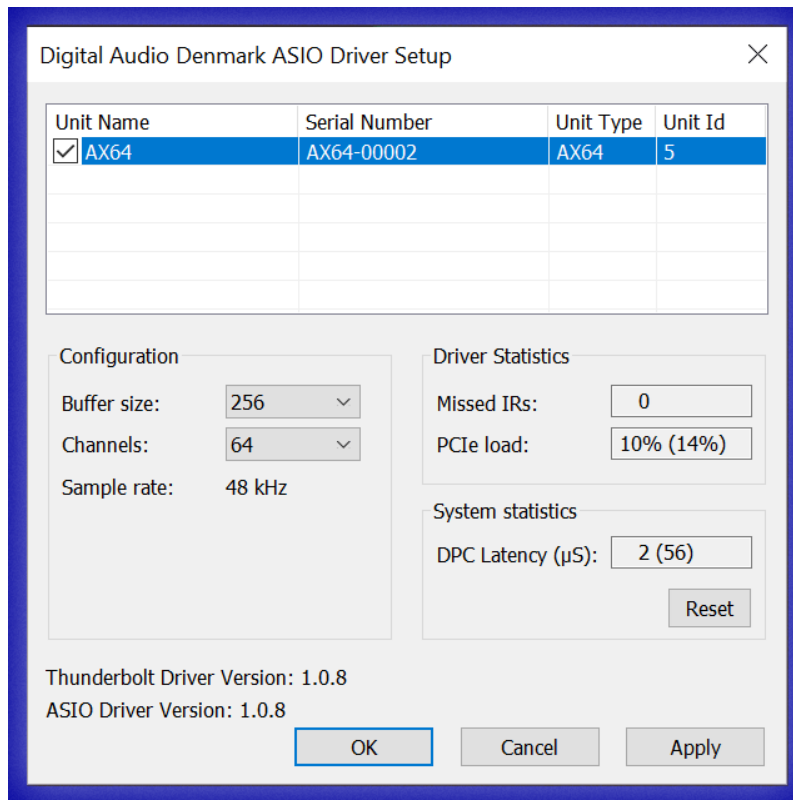 Digital Audio Denmark ASIO Driver Setup
Unit Name Serial Number Unit Type Unit Id
AX64 AX64-00002 AX64 5
Configuration
Buffer size: 256
Channels: 64
Sample rate: 48 kHz
Driver Statistics
Missed IRs: 0
PCIe load: 10% (14%)
System statistics
DPC Latency (µS): 2 (56)
Reset
Thunderbolt Driver Version: 1.0.8
ASIO Driver Version: 1.0.8
OK Cancel Apply